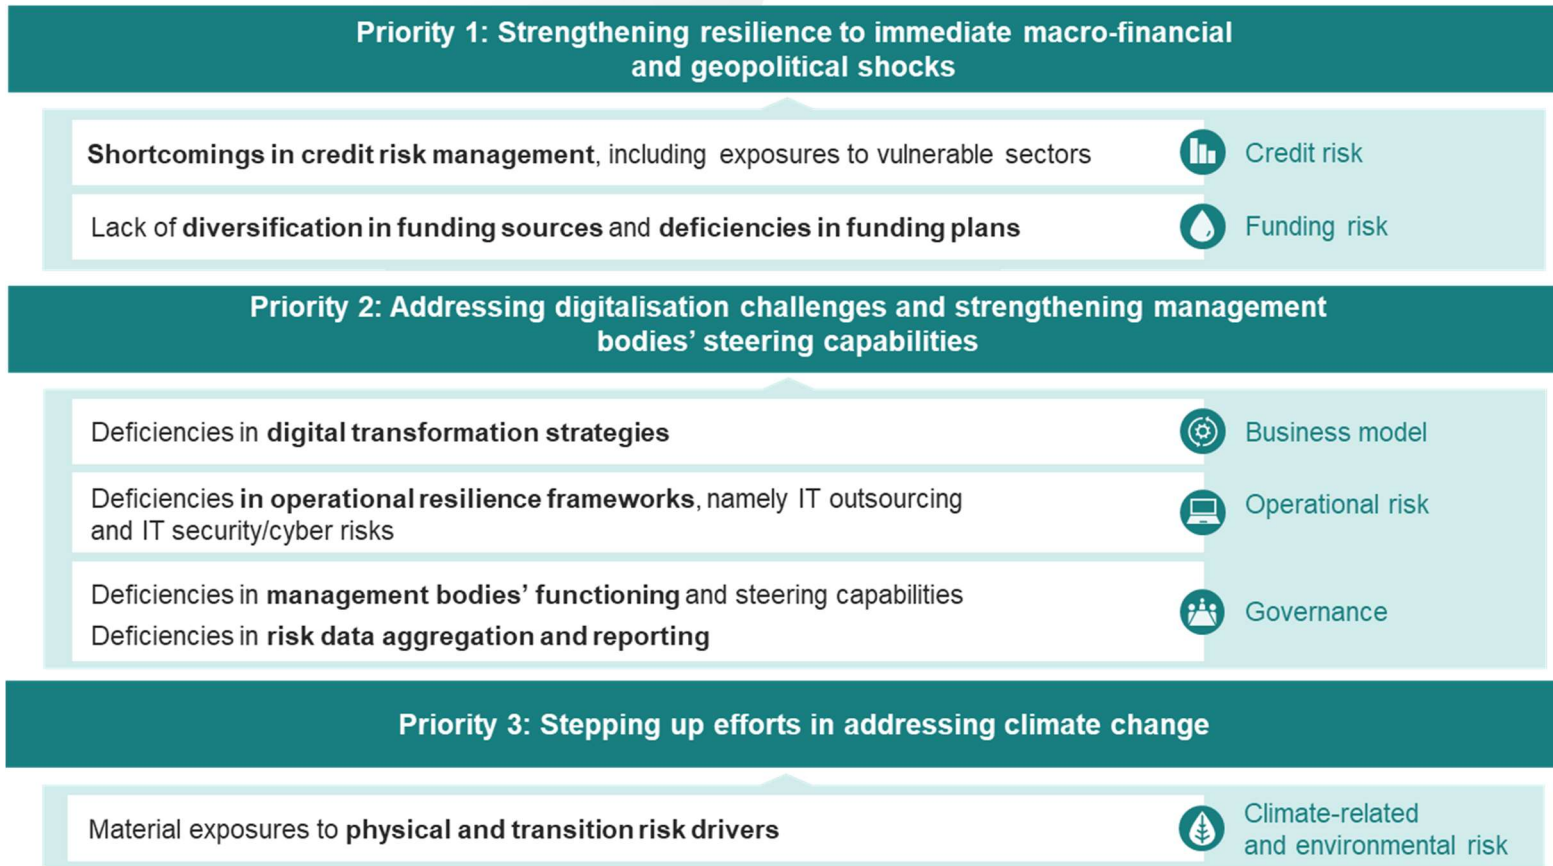 Priority 1: Strengthening resilience to immediate macro-financial
and geopolitical shocks
Shortcomings in credit risk management, including exposures to vulnerable sectors
Credit risk
Lack of diversification in funding sources and deficiencies in funding plans
Funding risk
Priority 2: Addressing digitalisation challenges and strengthening management
bodies’ steering capabilities
Deficiencies in digital transformation strategies
Business model
Deficiencies in operational resilience frameworks, namely IT outsourcing
and IT security/cyber risks
Operational risk
Deficiencies in management bodies’ functioning and steering capabilities
Deficiencies in risk data aggregation and reporting
Governance
Priority 3: Stepping up efforts in addressing climate change
Material exposures to physical and transition risk drivers
Climate-related
and environmental risk